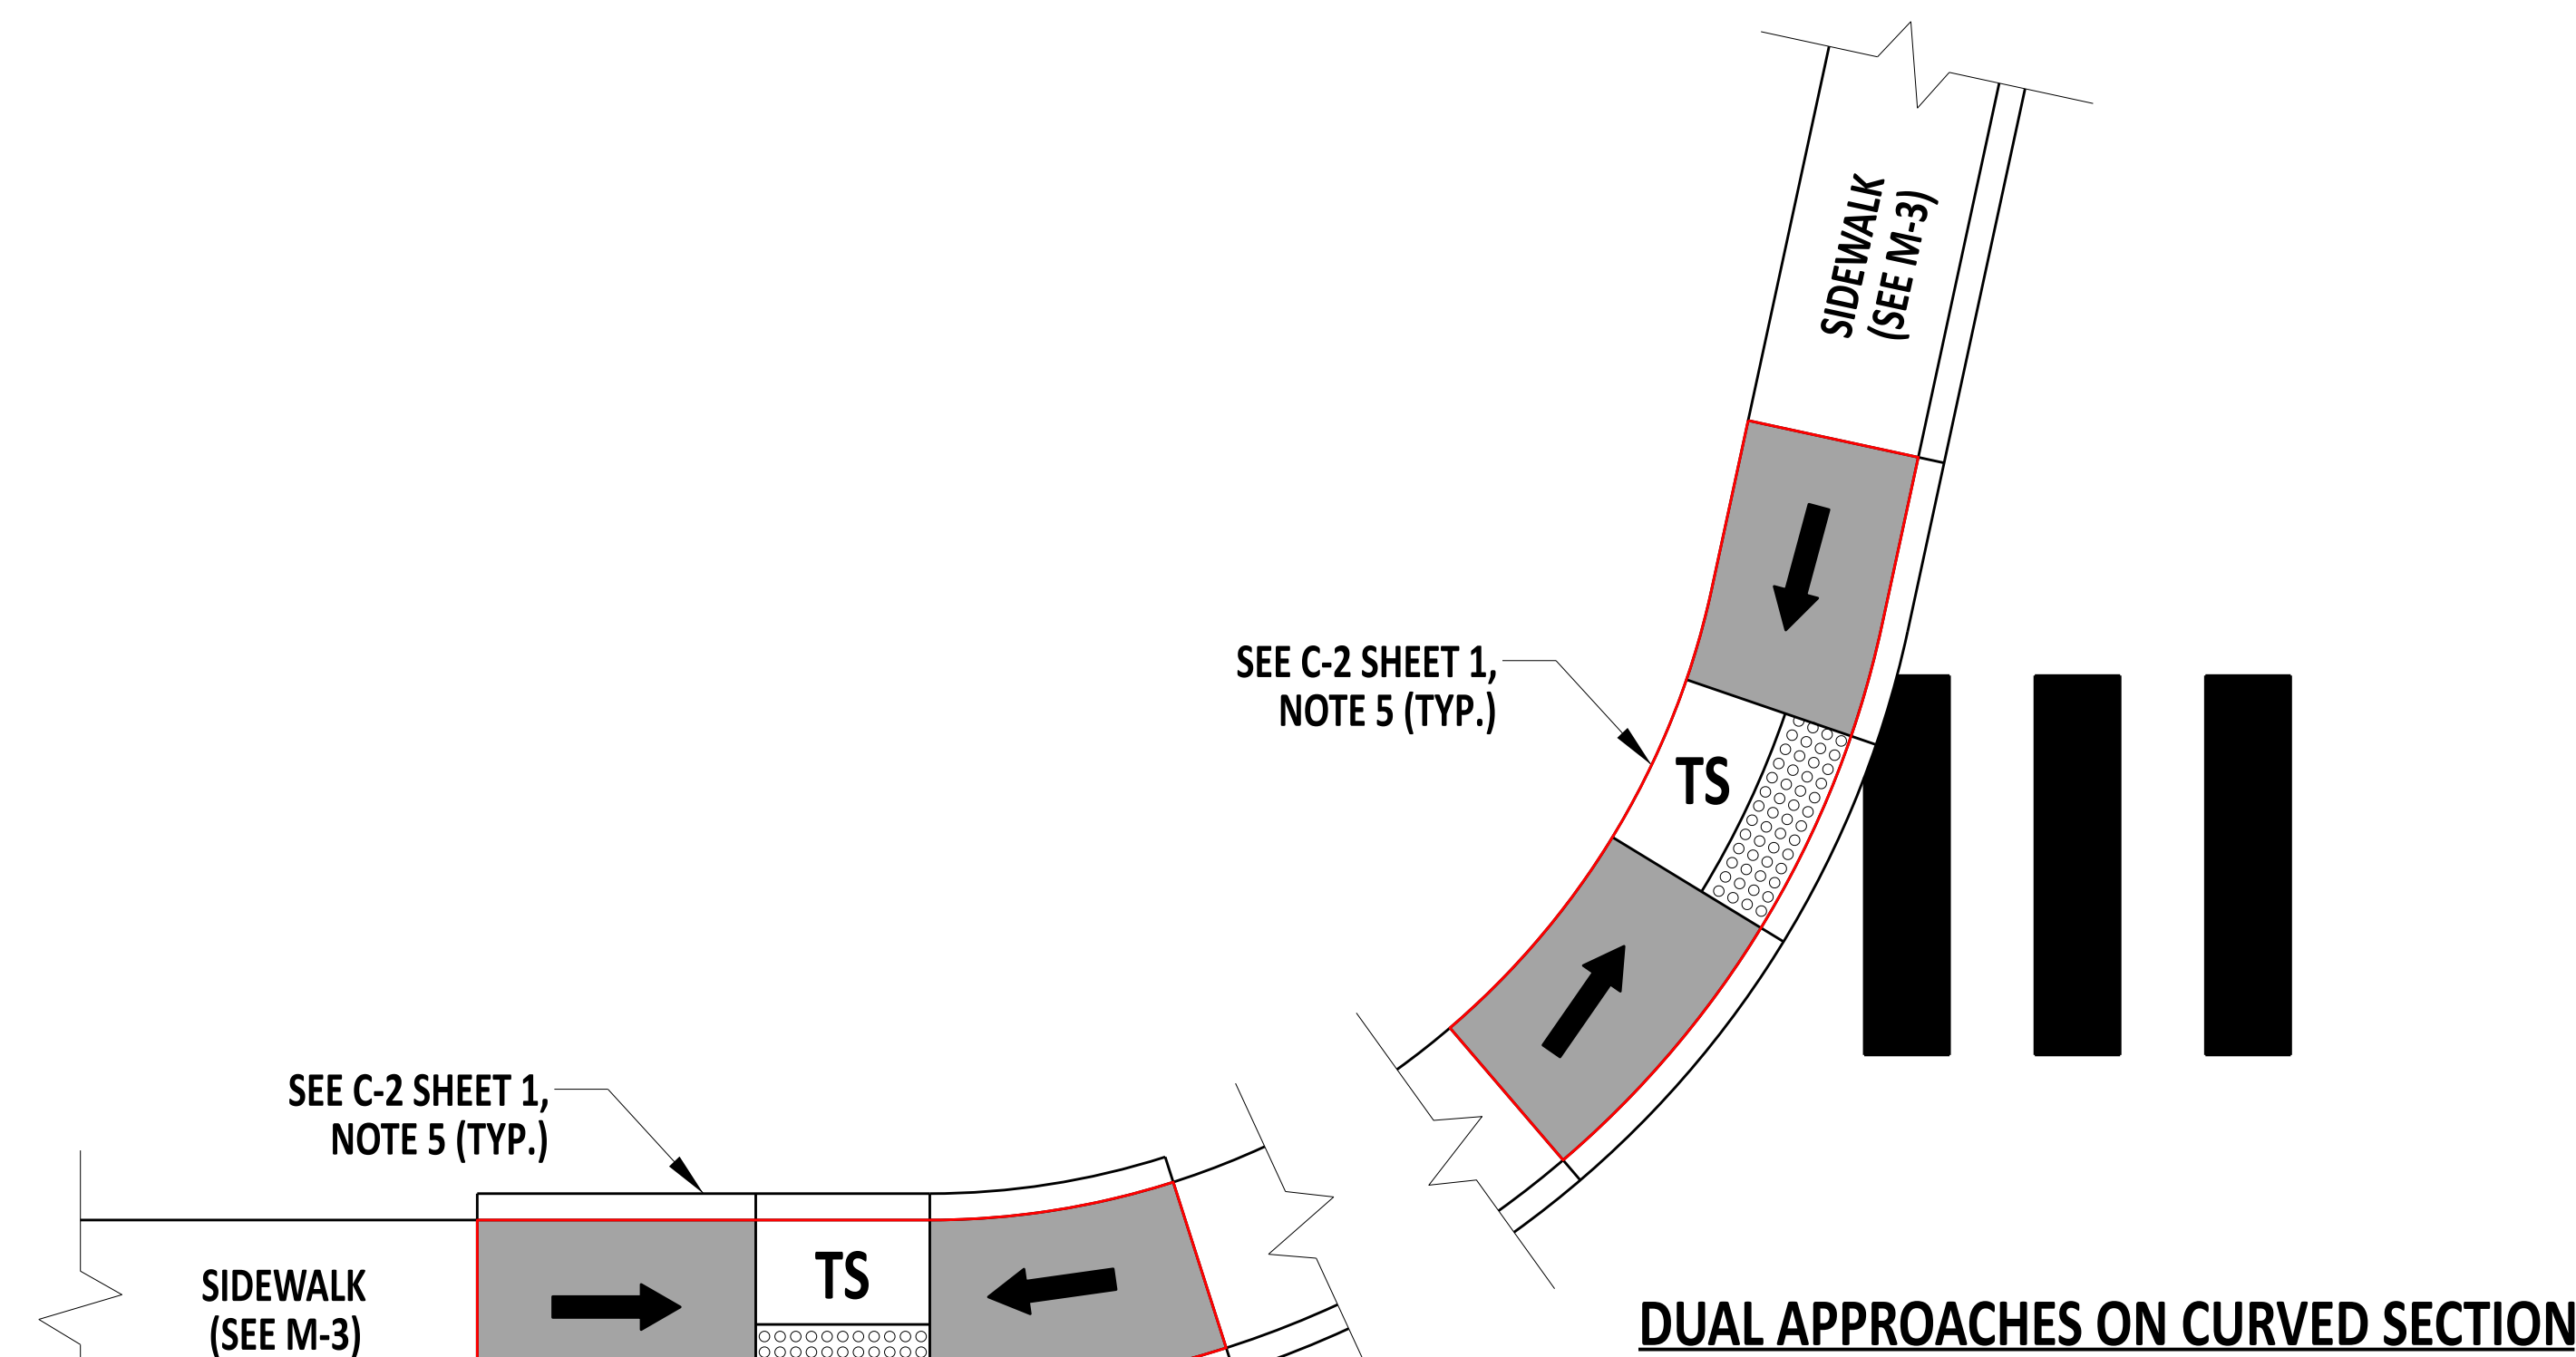 SIDEWALK
(SEE M-3)
SEE C-2 SHEET 1,
NOTE 5 (TYP.)
TS
SEE C-2 SHEET 1,
NOTE 5 (TYP.)
TS
SIDEWALK
(SEE M-3)
DUAL APPROACHES ON CURVED SECTION